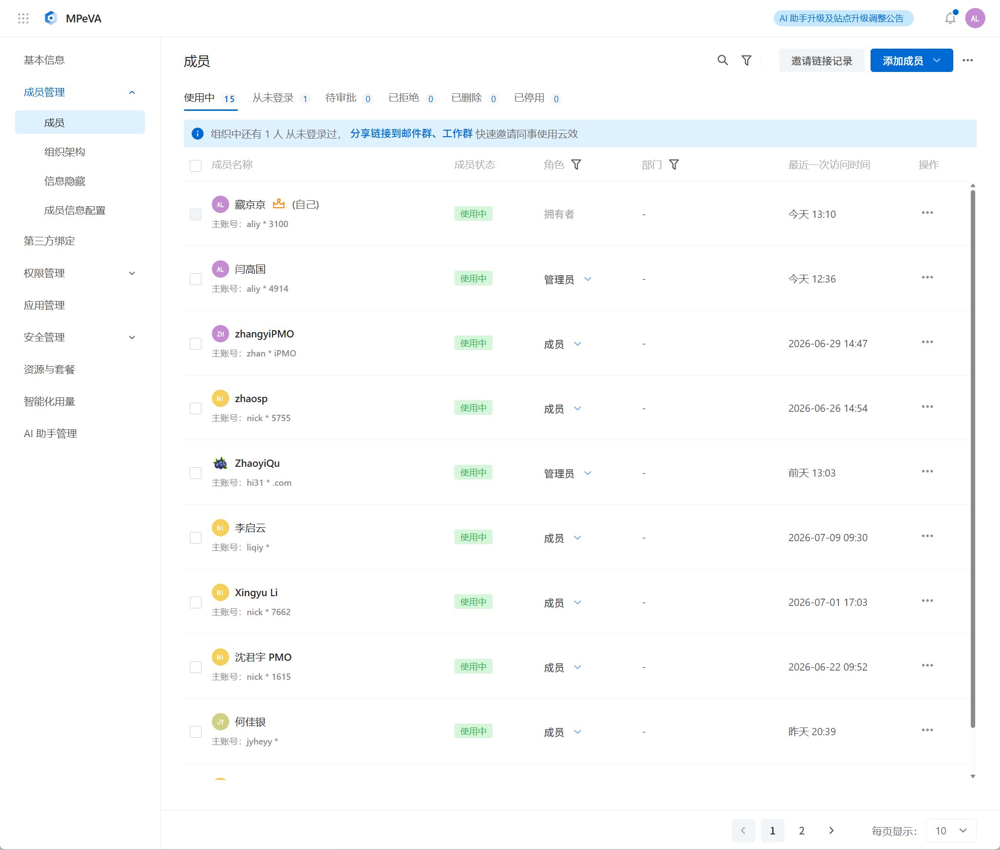 MPeVA
AI 助手升级及站点升级调整公告
AL
基本信息
成员管理
成员
组织架构
信息隐藏
成员信息配置
第三方绑定
权限管理
应用管理
安全管理
资源与套餐
智能化用量
AI 助手管理
成员
邀请链接记录
添加成员
使用中 15 从未登录 1 待审批 0 已拒绝 0 已删除 0 已停用 0
组织中还有 1 人 从未登录过， 分享链接到邮件群、工作群 快速邀请同事使用云效
成员名称 成员状态 角色 部门 最近一次访问时间 操作
AL 藏京京 (自己)
主账号：aliy * 3100
使用中 拥有者 - 今天 13:10
AL 闫高国
主账号：aliy * 4914
使用中 管理员 - 今天 12:36
ZH zhangyiPMO
主账号：zhan * iPMO
使用中 成员 - 2026-06-29 14:47
NI zhaosp
主账号：nick * 5755
使用中 成员 - 2026-06-26 14:54
ZhaoyiQu
主账号：hi31 * .com
使用中 管理员 - 前天 13:03
NI 李启云
主账号：liqiy *
使用中 成员 - 2026-07-09 09:30
NI Xingyu Li
主账号：nick * 7662
使用中 成员 - 2026-07-01 17:03
NI 沈君宇 PMO
主账号：nick * 1615
使用中 成员 - 2026-06-22 09:52
JY 何佳银
主账号：jyheyy *
使用中 成员 - 昨天 20:39
1 2 每页显示： 10